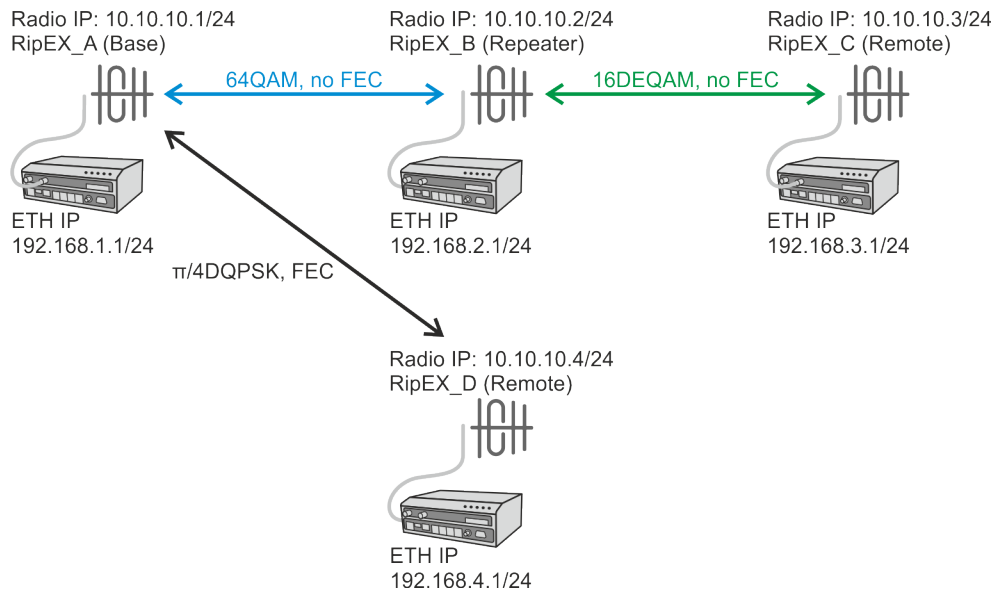 Radio IP: 10.10.10.1/24
RipEX_A (Base)
Radio IP: 10.10.10.2/24
RipEX_B (Repeater)
Radio IP: 10.10.10.3/24
RipEX_C (Remote)
64QAM, no FEC
16DEQAM, no FEC
ETH IP
192.168.1.1/24
ETH IP
192.168.2.1/24
ETH IP
192.168.3.1/24
π/4DQPSK, FEC
Radio IP: 10.10.10.4/24
RipEX_D (Remote)
ETH IP
192.168.4.1/24